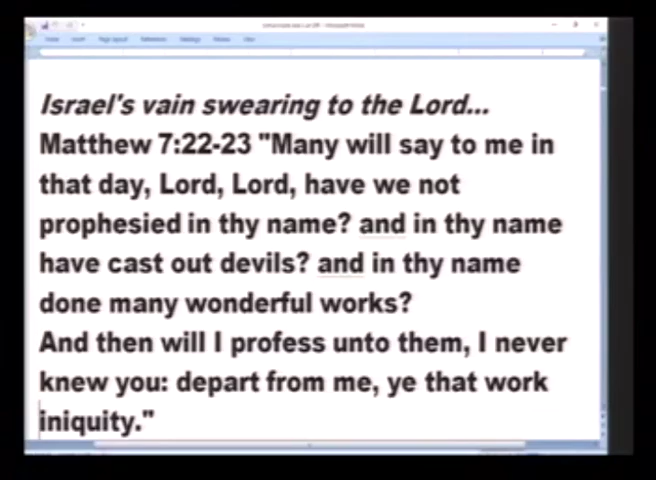 Israel's vain swearing to the Lord...
Matthew 7:22-23 "Many will say to me in
that day, Lord, Lord, have we not
prophesied in thy name? and in thy name
have cast out devils? and in thy name
done many wonderful works?
And then will I profess unto them, I never
knew you: depart from me, ye that work
iniquity."